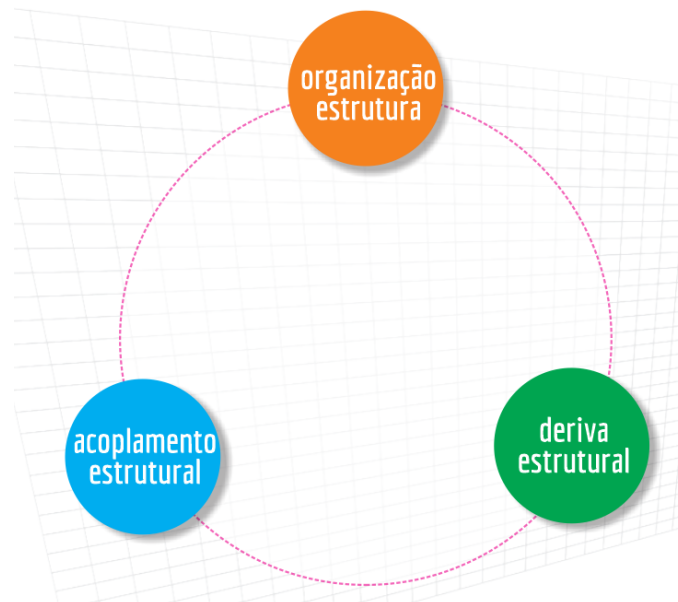 organização
estrutura
acoplamento
estrutural
deriva
estrutural